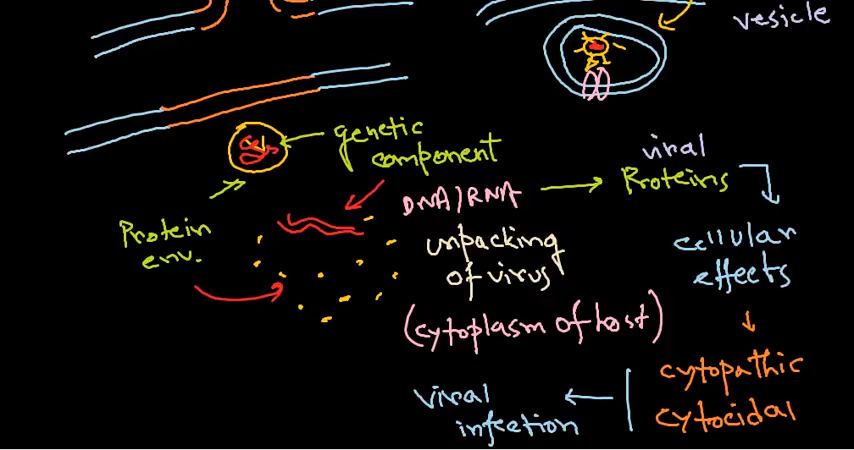 vesicle
genetic
component
viral
Proteins
DNA/RNA
Protein
env.
unpacking
of virus
cellular
effects
(cytoplasm of host)
cytopathic
cytocidal
viral
infection